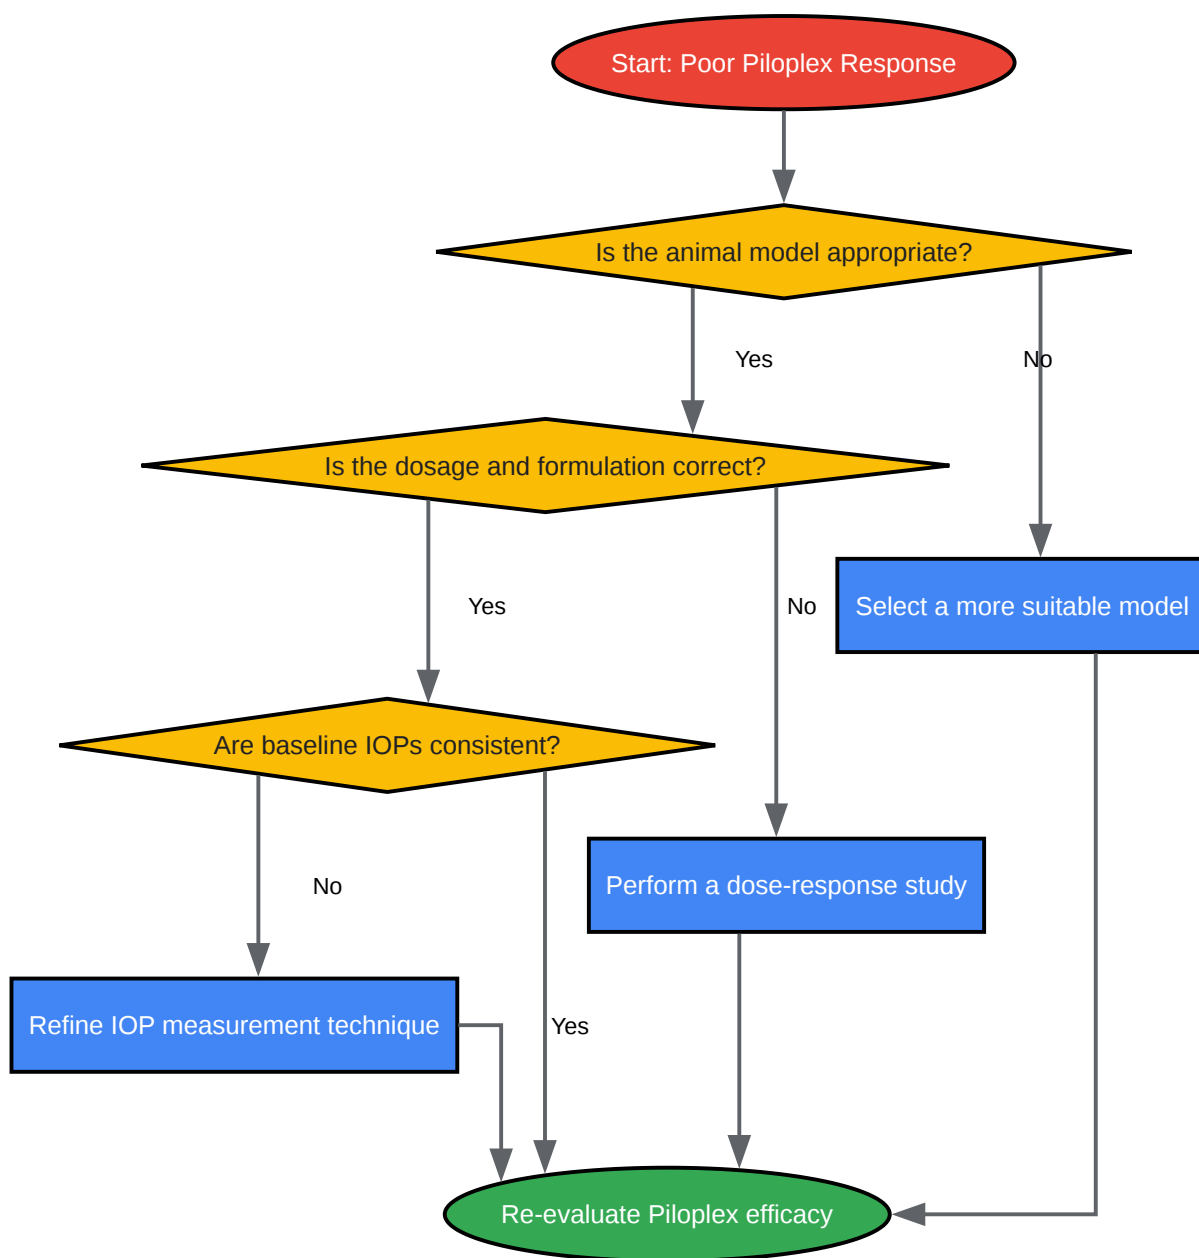 Start: Poor Piloplex Response
Is the animal model appropriate?
Yes
No
Is the dosage and formulation correct?
Yes
No
Select a more suitable model
Are baseline IOPs consistent?
No
Perform a dose-response study
Refine IOP measurement technique
Yes
Re-evaluate Piloplex efficacy